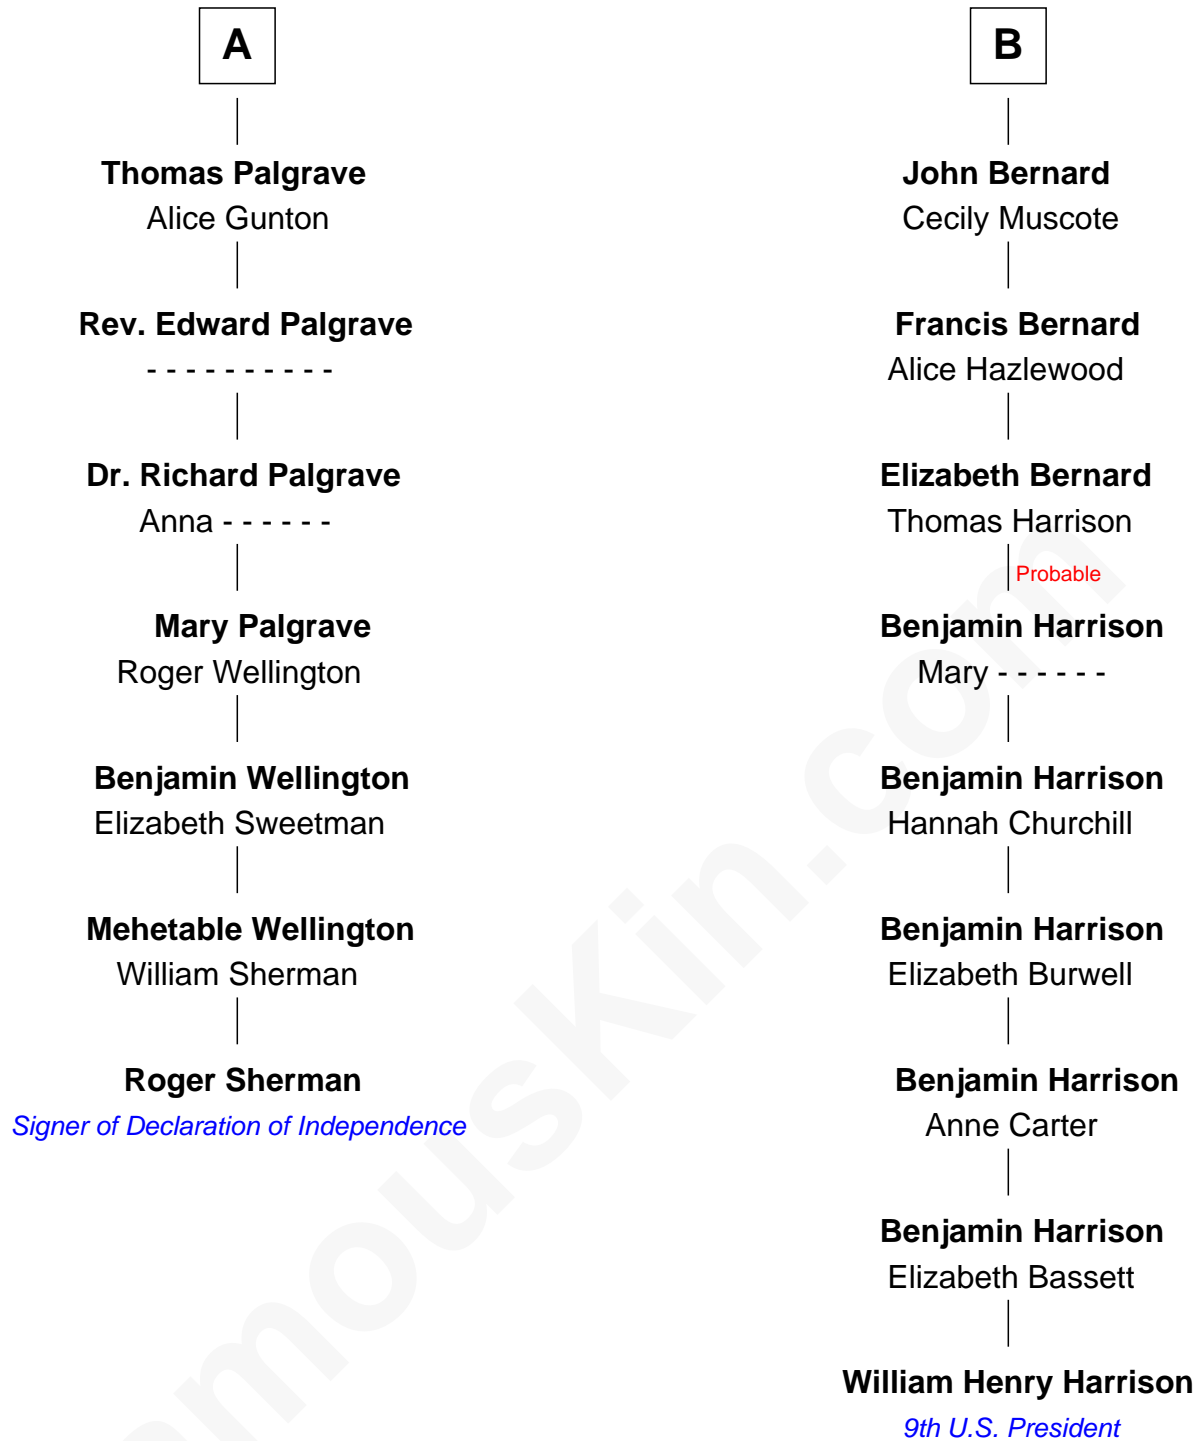 A
Thomas Palgrave
Alice Gunton
Rev. Edward Palgrave
- - - - - - - - - -
Dr. Richard Palgrave
Anna - - - - - -
Mary Palgrave
Roger Wellington
Benjamin Wellington
Elizabeth Sweetman
Mehetable Wellington
William Sherman
Roger Sherman
Signer of Declaration of Independence
B
John Bernard
Cecily Muscote
Francis Bernard
Alice Hazlewood
Elizabeth Bernard
Thomas Harrison
Probable
Benjamin Harrison
Mary - - - - - -
Benjamin Harrison
Hannah Churchill
Benjamin Harrison
Elizabeth Burwell
Benjamin Harrison
Anne Carter
Benjamin Harrison
Elizabeth Bassett
William Henry Harrison
9th U.S. President
amousKin.com